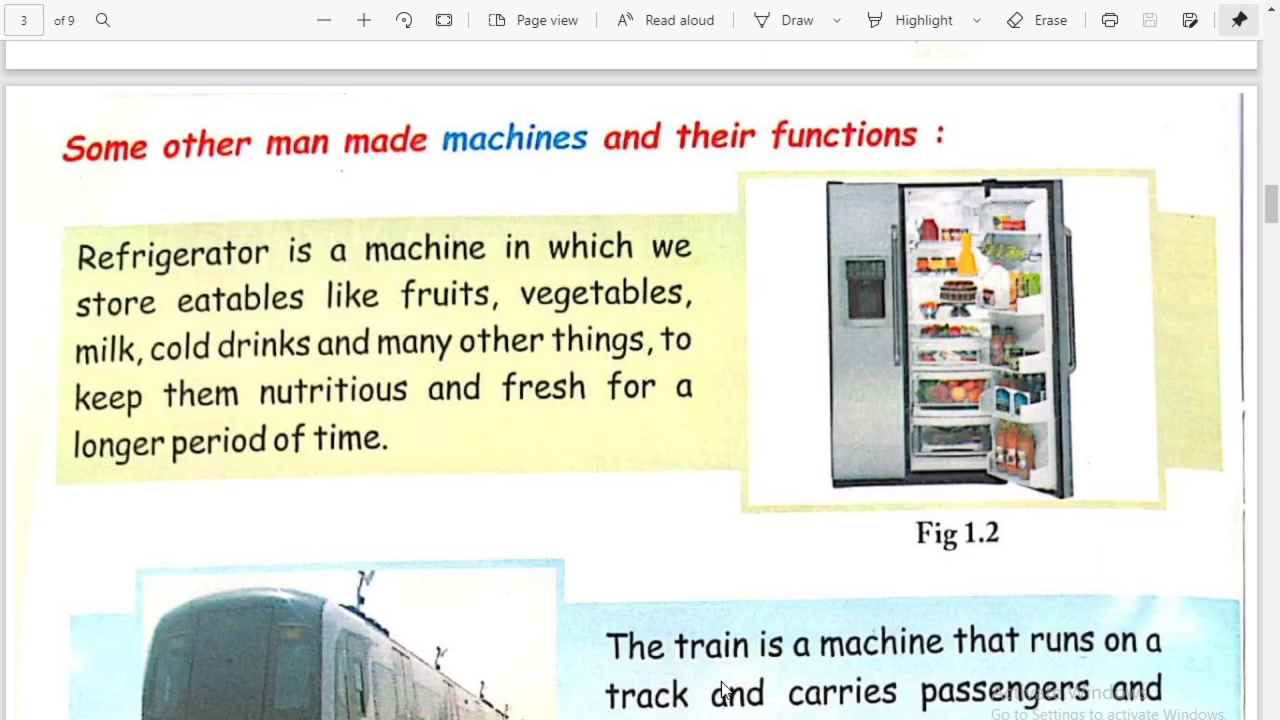 3 of 9 Page view Read aloud Draw Highlight Erase
Some other man made machines and their functions :
Refrigerator is a machine in which we
store eatables like fruits, vegetables,
milk, cold drinks and many other things, to
keep them nutritious and fresh for a
longer period of time.
Fig 1.2
The train is a machine that runs on a
track and carries passengers and
Activate Windows
Go to Settings to activate Windows.